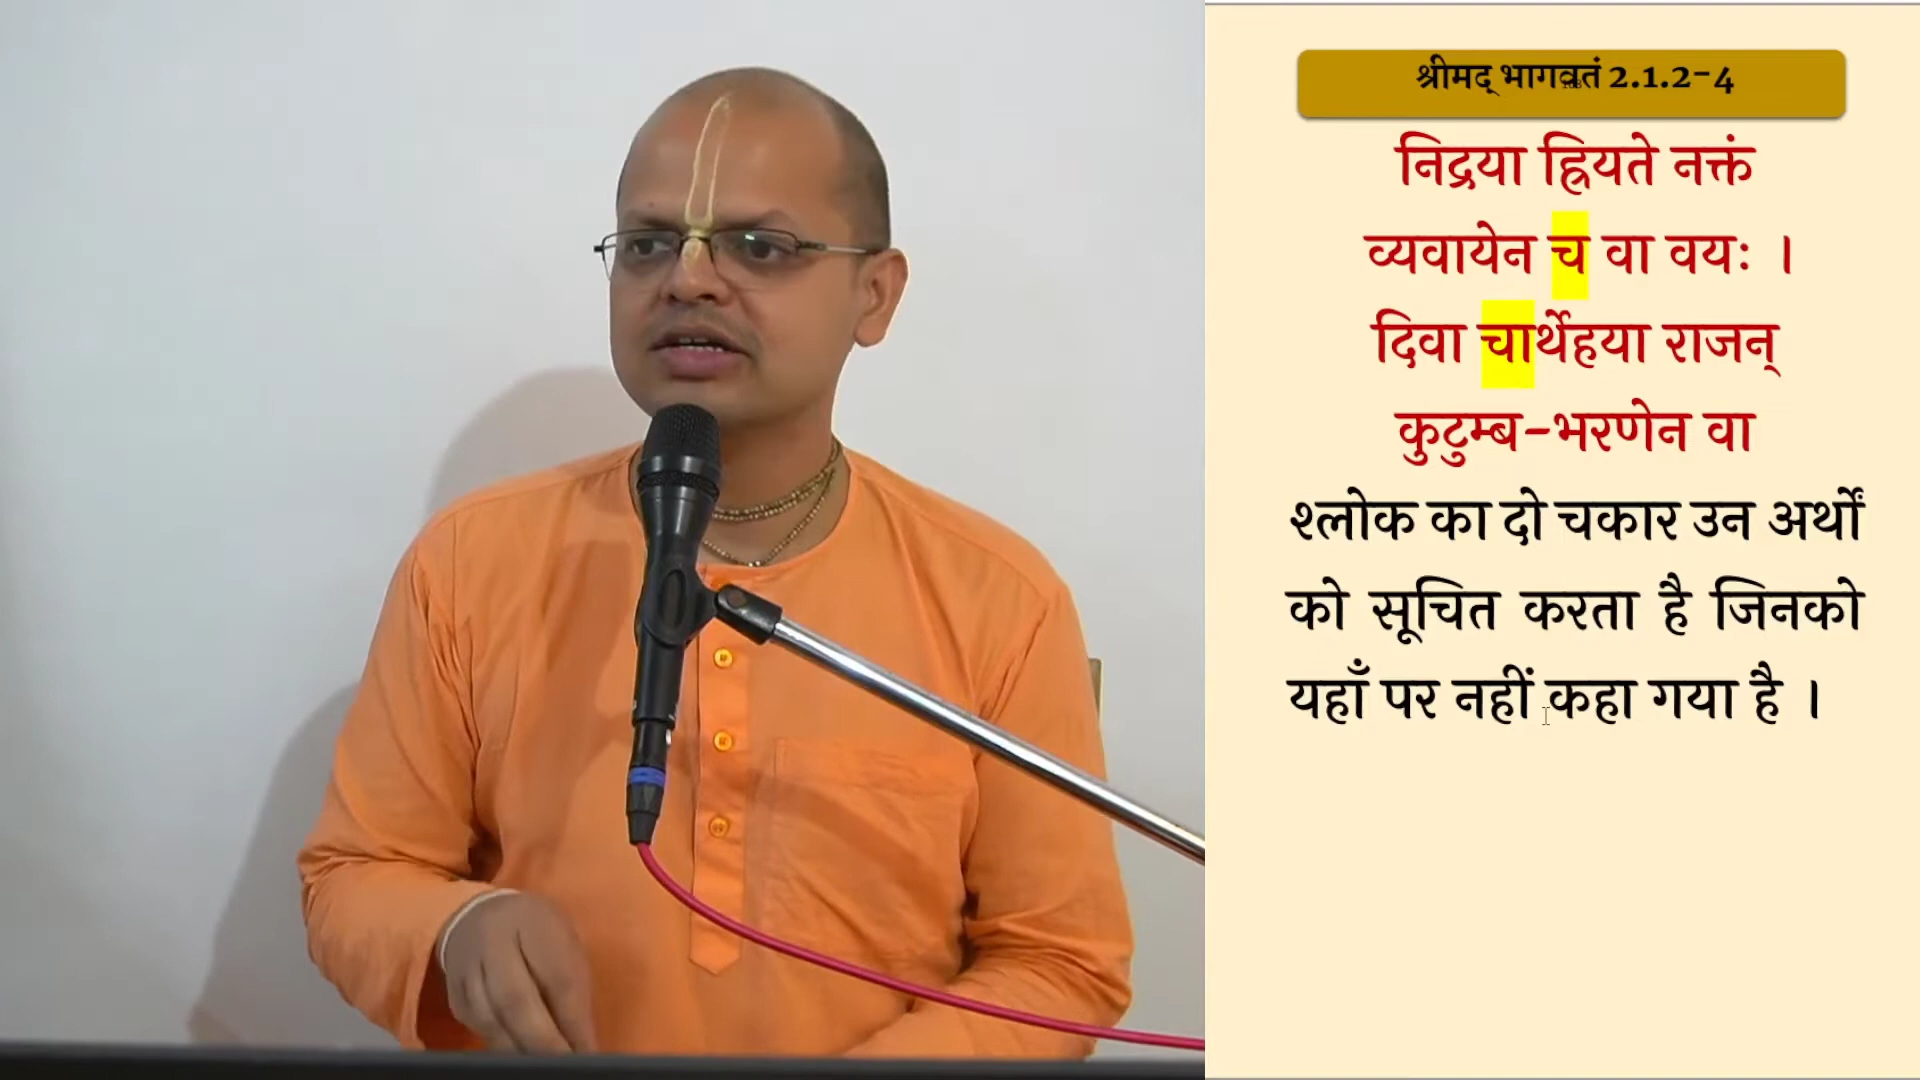 श्रीमद् भागवतं 2.1.2-4
निद्रया ह्रियते नक्तं
व्यवायेन च वा वयः ।
दिवा चार्थेहया राजन्
कुटुम्ब-भरणेन वा
श्लोक का दो चकार उन अर्थों
को सूचित करता है जिनको
यहाँ पर नहीं कहा गया है ।